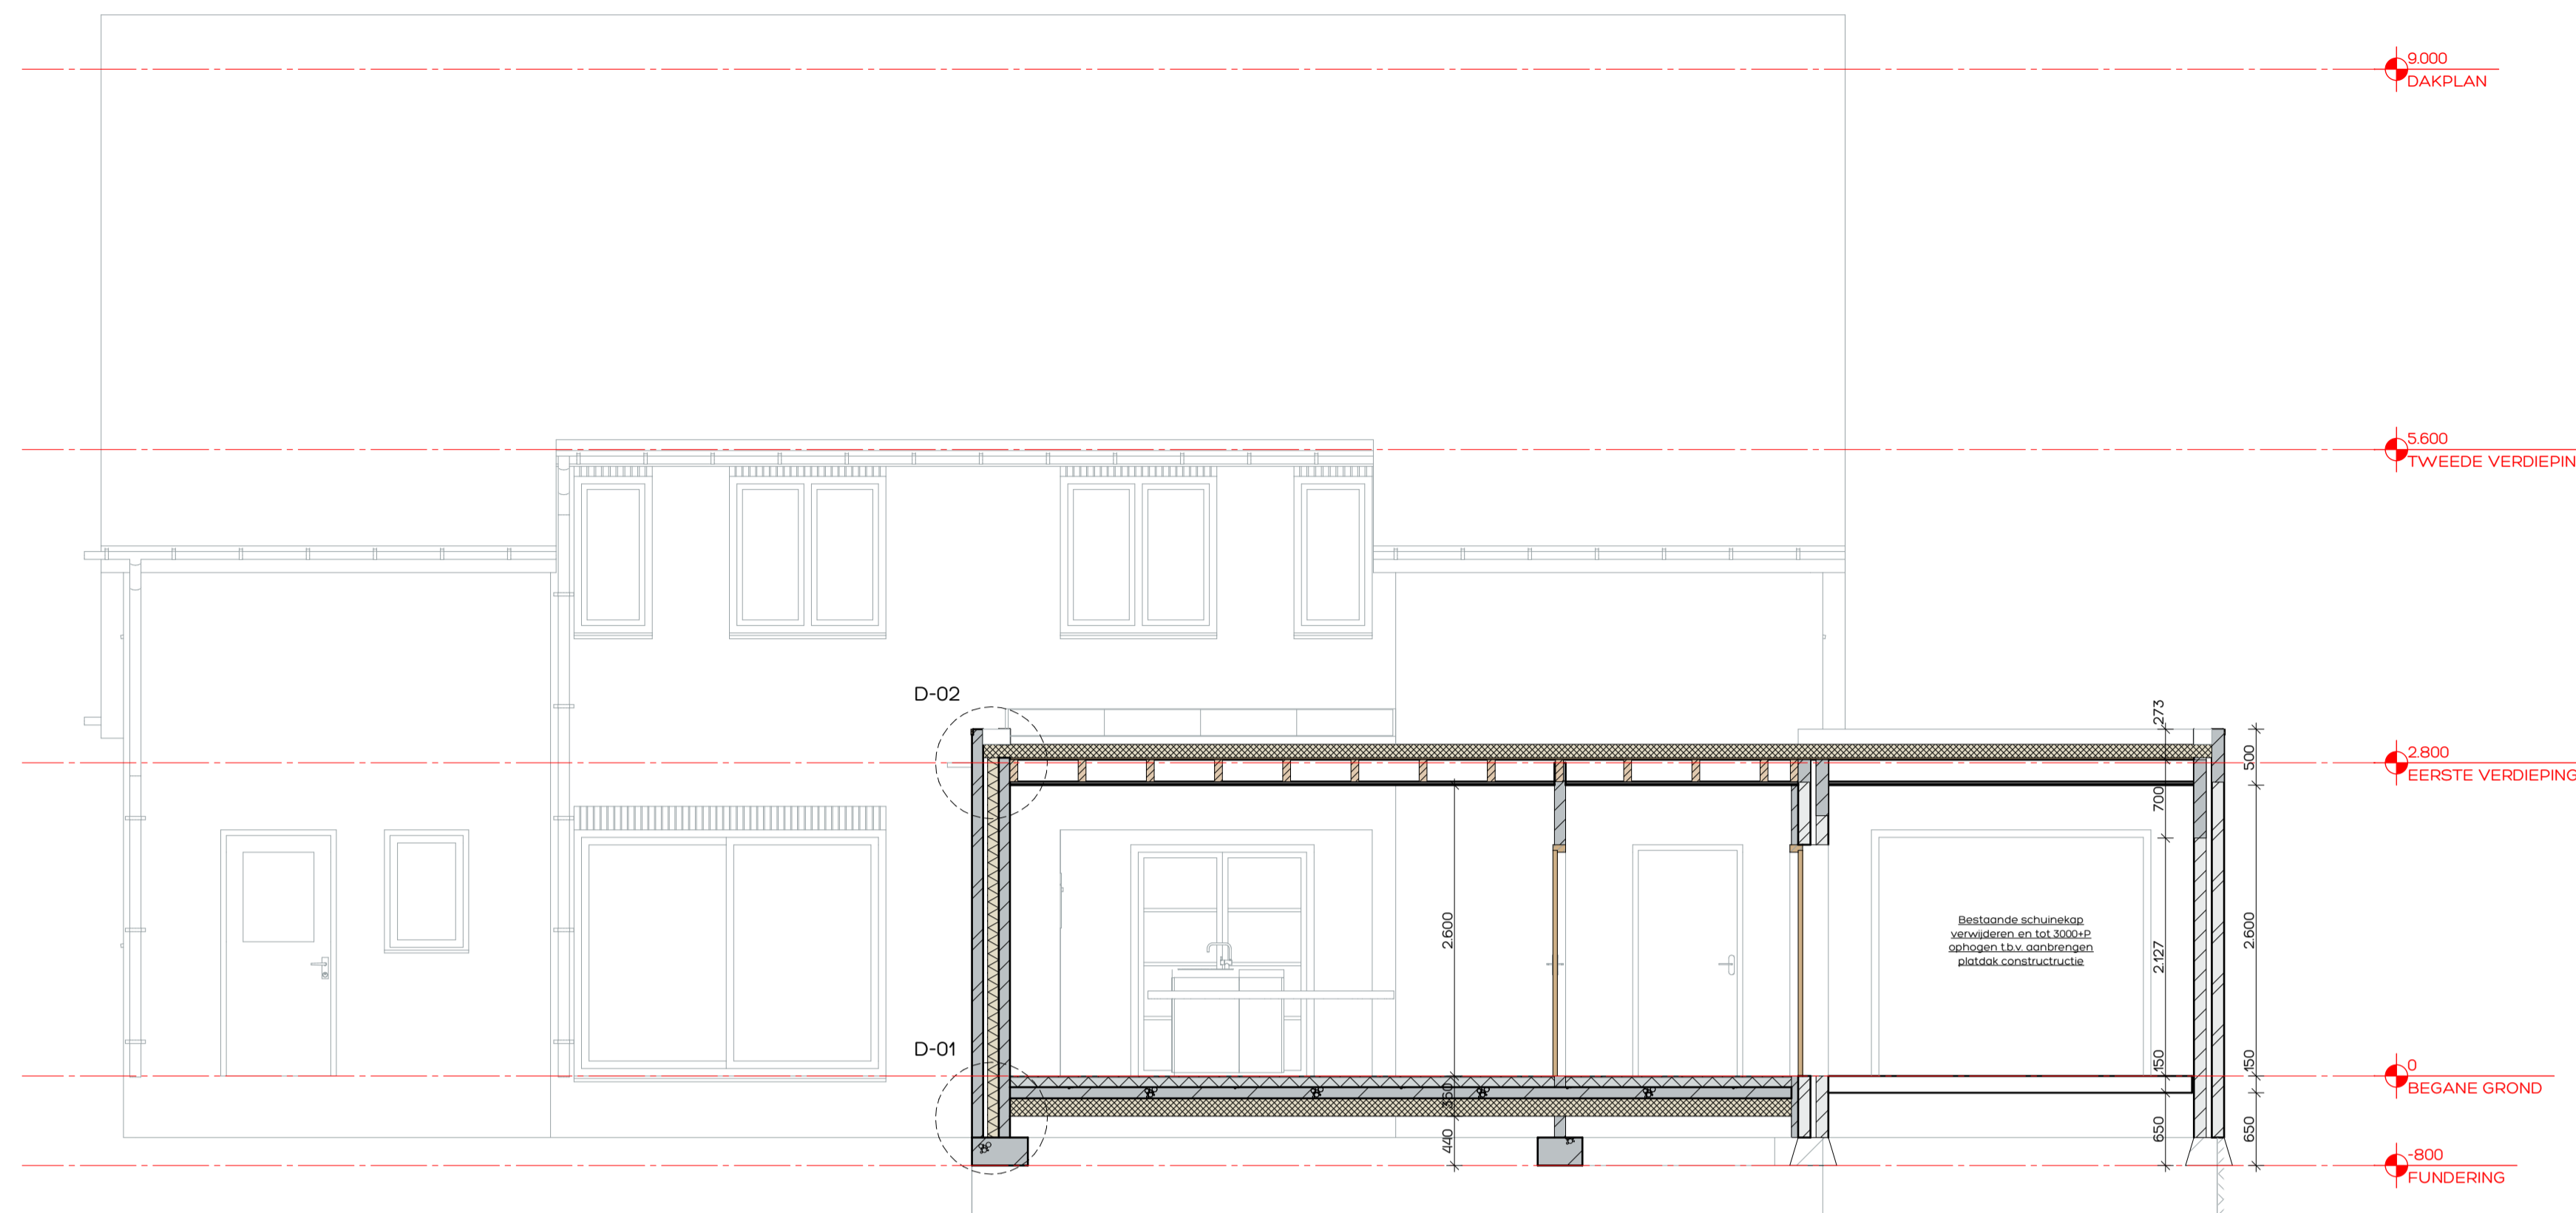 9.000
DAKPLAN
5.600
TWEEDE VERDIEPIN
D-02
273
2.800
EERSTE VERDIEPING
500
700
Bestaande schuinekap
verwijderen en tot 3000+P
ophogen t.b.v. aanbrengen
platdak constructructie
2.600
2.127
2.600
D-01
0
BEGANE GROND
360
150
150
440
650
650
-800
FUNDERING